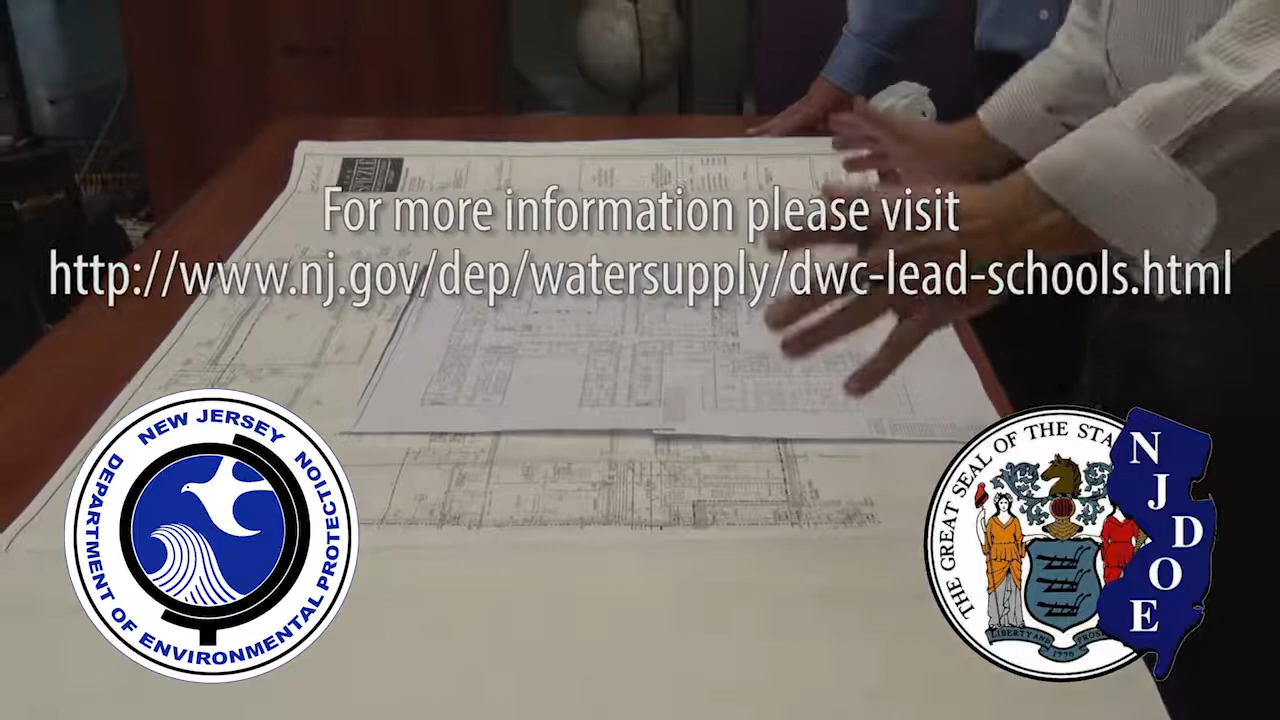 For more information please visit
http://www.nj.gov/dep/watersupply/dwc-lead-schools.html
NEW JERSEY
DEPARTMENT OF ENVIRONMENTAL PROTECTION
THE GREAT SEAL OF THE STA
LIBERTY AND PROS
1776
N
J
D
O
E